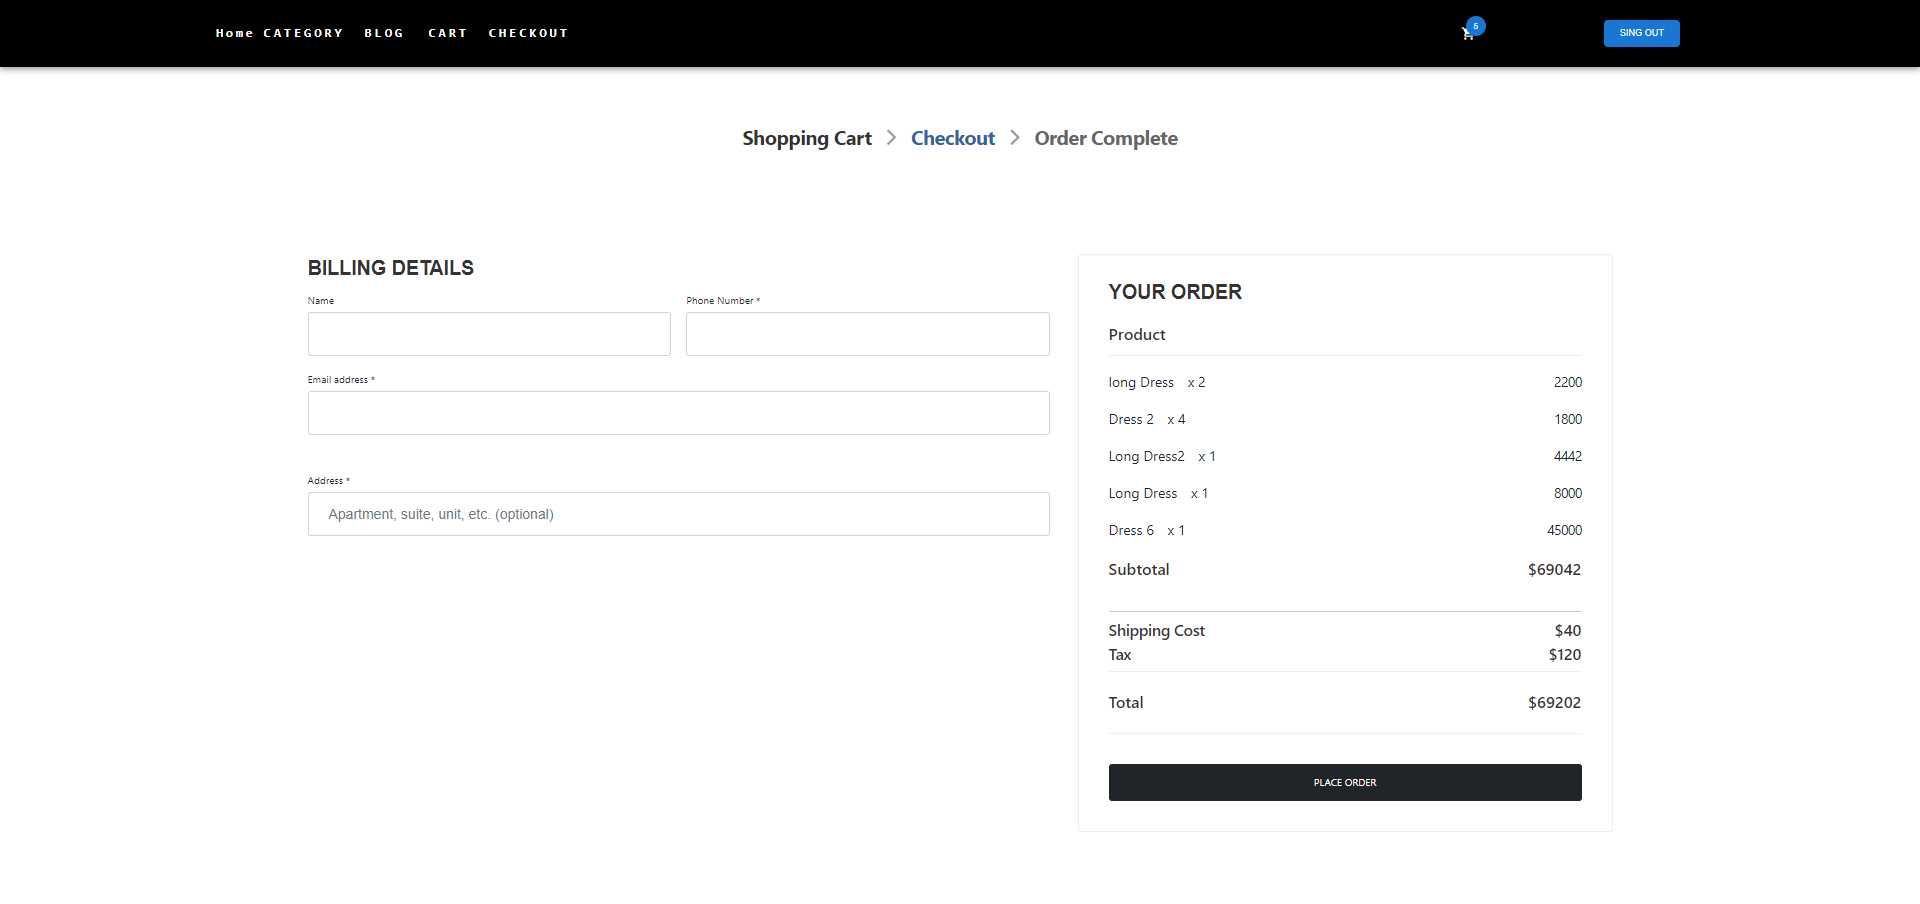 Home CATEGORY BLOG CART CHECKOUT
5
SING OUT
Shopping Cart > Checkout > Order Complete
BILLING DETAILS
Name
Phone Number *
Email address *
Address *
Apartment, suite, unit, etc. (optional)
YOUR ORDER
Product
long Dress x 2 2200
Dress 2 x 4 1800
Long Dress2 x 1 4442
Long Dress x 1 8000
Dress 6 x 1 45000
Subtotal $69042
Shipping Cost $40
Tax $120
Total $69202
PLACE ORDER